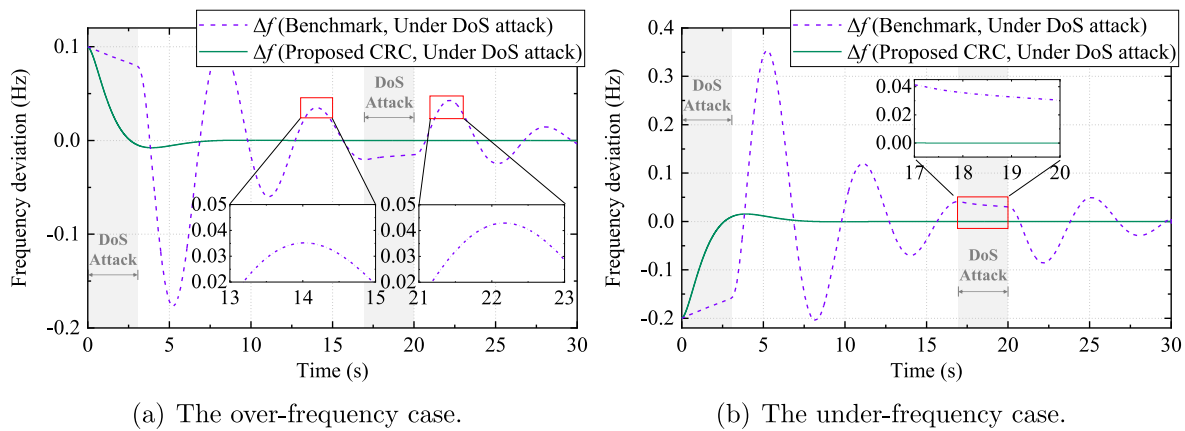 Δf (Benchmark, Under DoS attack)
Δf (Proposed CRC, Under DoS attack)
Frequency deviation (Hz)
0.1
0.0
-0.1
-0.2
DoS
Attack
DoS
Attack
0.05
0.04
0.03
0.02
13
14
15
0.05
0.04
0.03
0.02
21
22
23
0
5
10
15
20
25
30
Time (s)
(a) The over-frequency case.
Δf (Benchmark, Under DoS attack)
Δf (Proposed CRC, Under DoS attack)
Frequency deviation (Hz)
0.4
0.3
0.2
0.1
0.0
-0.1
-0.2
DoS
Attack
0.04
0.02
0.00
17
18
19
20
DoS
Attack
0
5
10
15
20
25
30
Time (s)
(b) The under-frequency case.